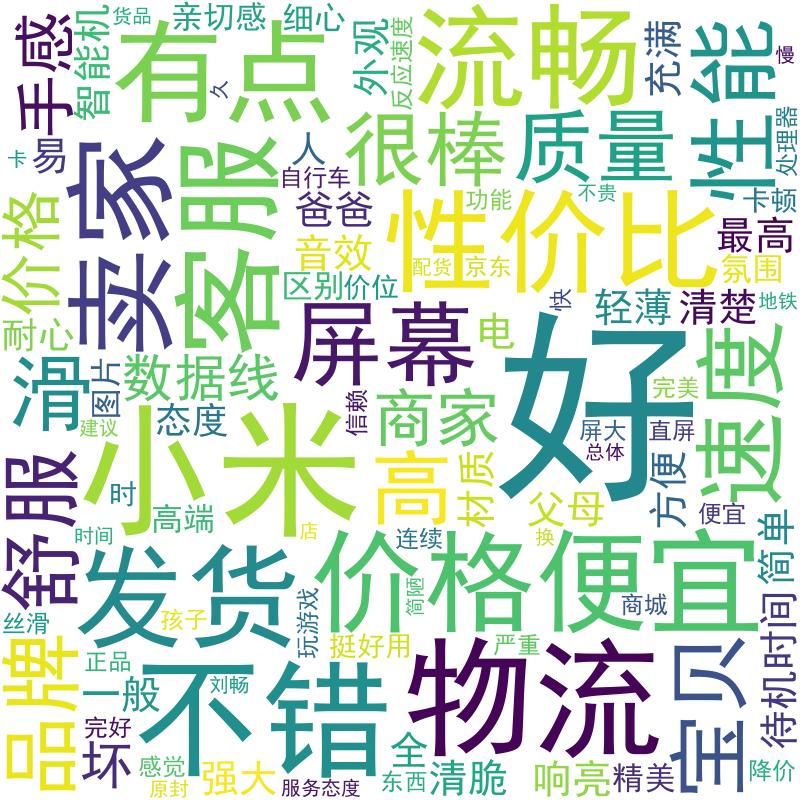 货品
亲切感
细心
手感
智能机
有点
久
外观
反应速度
流畅
充满
性能
慢
处理器
卡
易
卖家
客服
人
自行车
爸爸
很棒
质量
功能
不贵
卡顿
最高
价格
耐心
音效
性价比
配货
京东
氛围
区别
价位
屏幕
电
快
轻薄
清楚
地铁
滑
图片
数据线
态度
建议
信赖
商家
好
完美
屏大
直屏
总体
速度
舒服
小米
时
高端
时间
高
材质
父母
方便
便宜
简单
店
连续
换
发货
价格便宜
孩子
玩游戏
简陋
挺好用
严重
商城
待机时间
丝滑
品牌
正品
一般
刘畅
不错
物流
宝贝
完好
坏
感觉
原封
强大
服务态度
全
东西
清脆
响亮
精美
降价